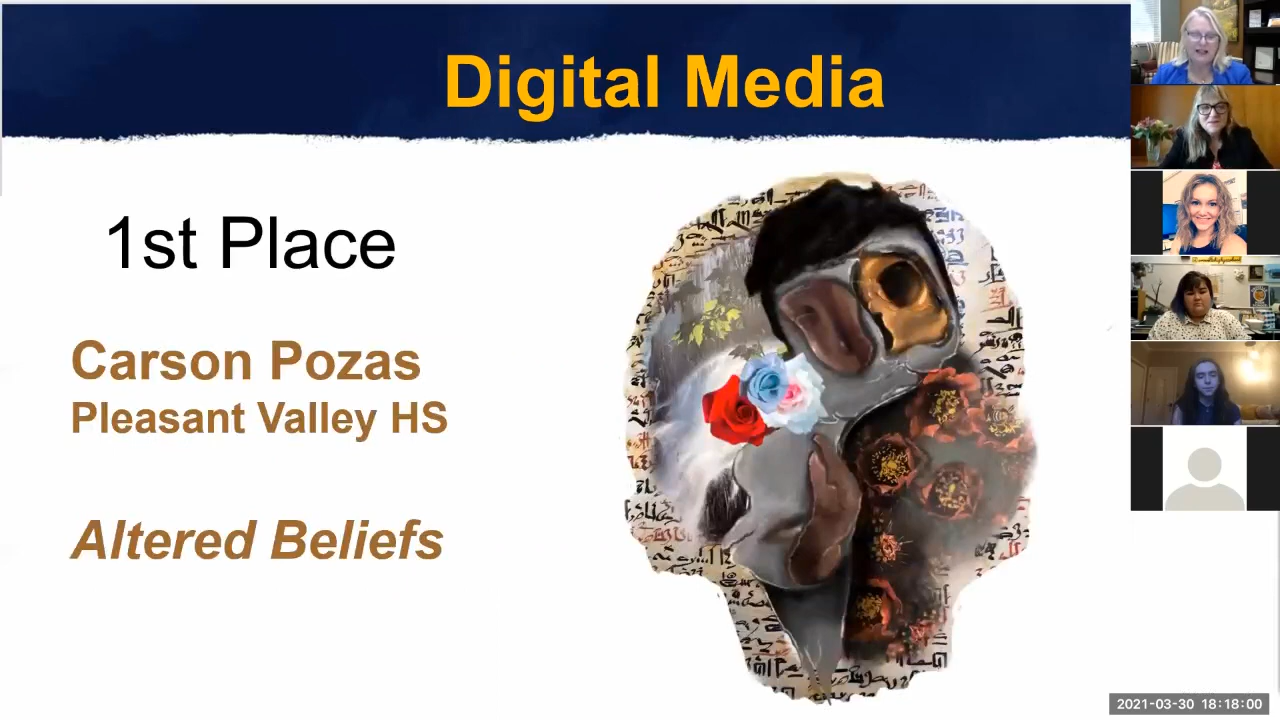 Digital Media
1st Place
Carson Pozas
Pleasant Valley HS
Altered Beliefs
2021-03-30 18:18:00